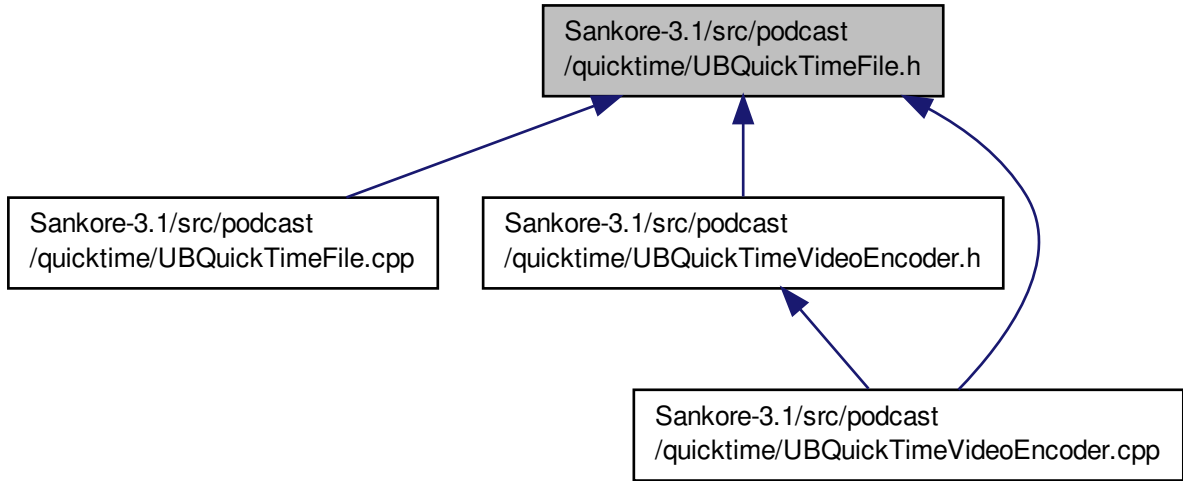 Sankore-3.1/src/podcast
/quicktime/UBQuickTimeFile.h
Sankore-3.1/src/podcast
/quicktime/UBQuickTimeFile.cpp
Sankore-3.1/src/podcast
/quicktime/UBQuickTimeVideoEncoder.h
Sankore-3.1/src/podcast
/quicktime/UBQuickTimeVideoEncoder.cpp